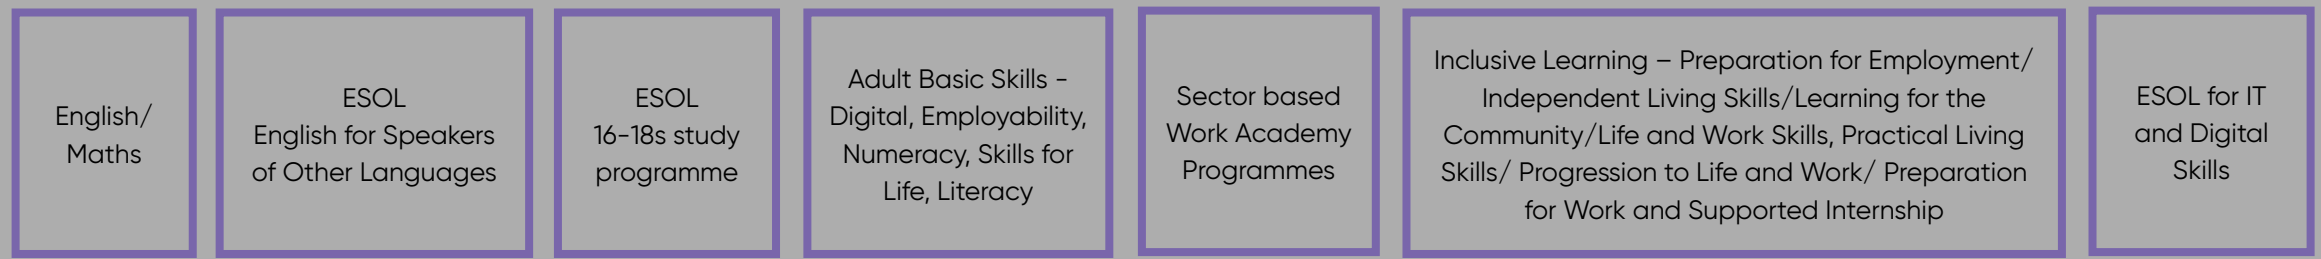 English/
Maths
ESOL
English for Speakers
of Other Languages
ESOL
16-18s study
programme
Adult Basic Skills -
Digital, Employability,
Numeracy, Skills for
Life, Literacy
Sector based
Work Academy
Programmes
Inclusive Learning – Preparation for Employment/
Independent Living Skills/Learning for the
Community/Life and Work Skills, Practical Living
Skills/ Progression to Life and Work/ Preparation
for Work and Supported Internship
ESOL for IT
and Digital
Skills